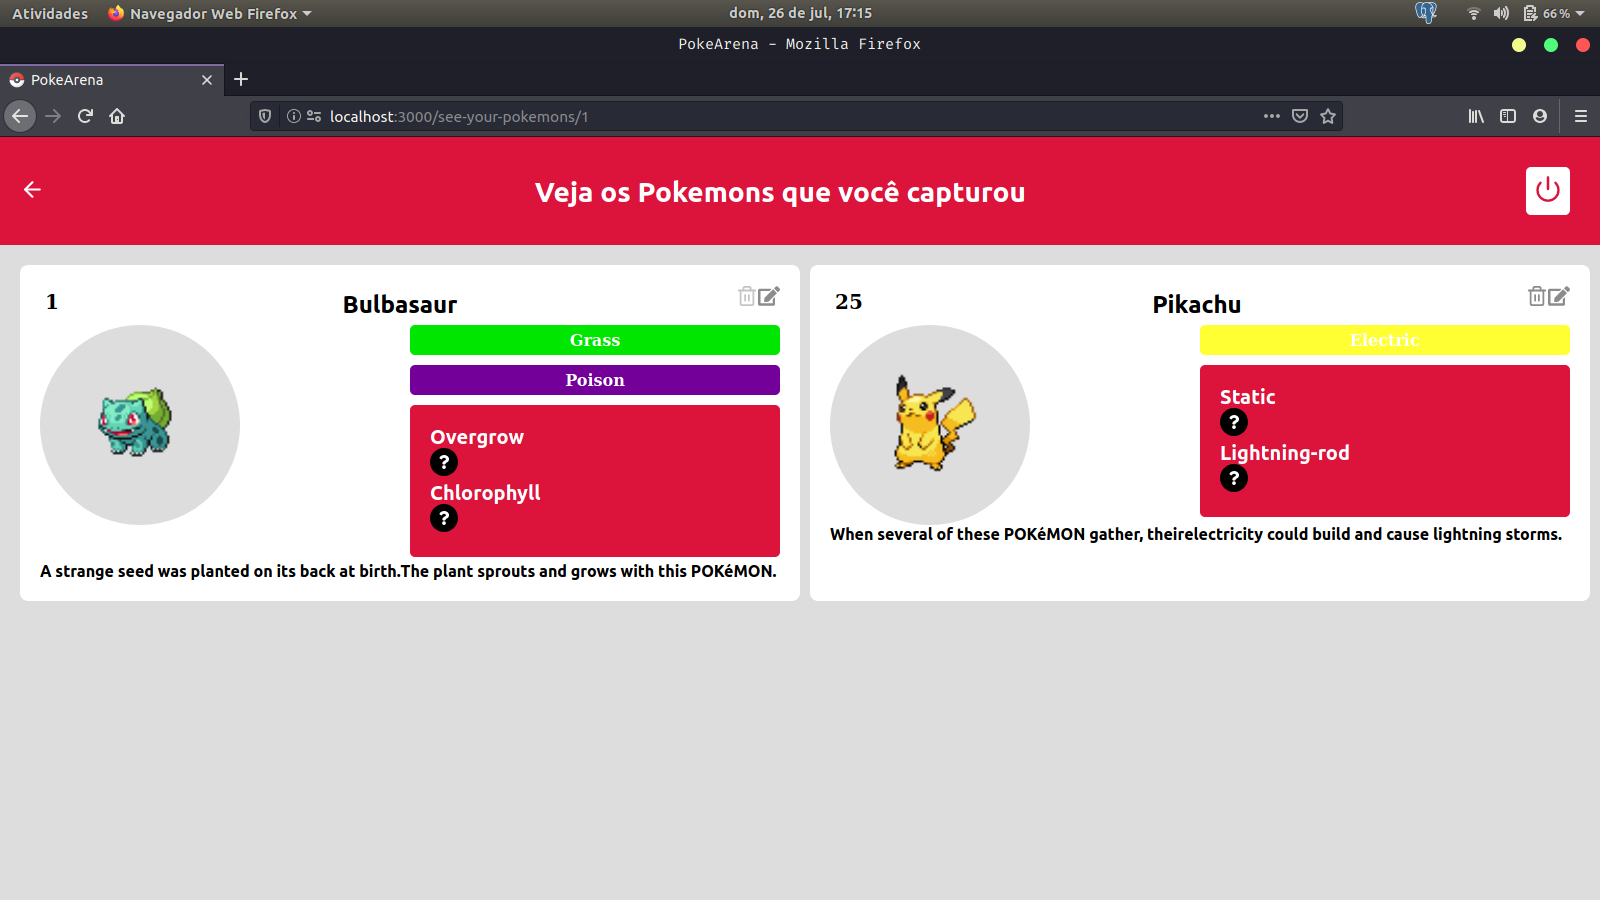 Atividades
Navegador Web Firefox
dom, 26 de jul, 17:15
66 %
PokeArena - Mozilla Firefox
PokeArena
localhost:3000/see-your-pokemons/1
Veja os Pokemons que você capturou
1
Bulbasaur
Grass
Poison
Overgrow
?
Chlorophyll
?
A strange seed was planted on its back at birth.The plant sprouts and grows with this POKéMON.
25
Pikachu
Electric
Static
?
Lightning-rod
?
When several of these POKéMON gather, theirelectricity could build and cause lightning storms.